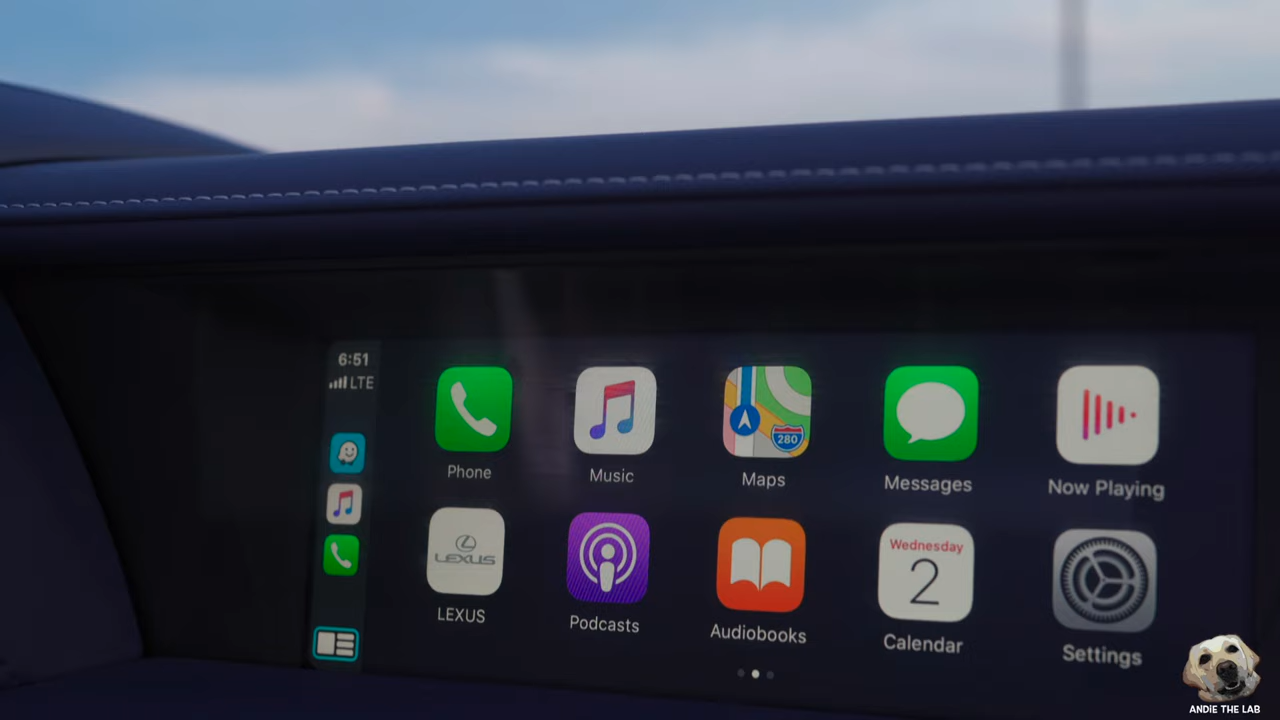 6:51
LTE
Phone
Music
280
Maps
Messages
Now Playing
LEXUS
LEXUS
Podcasts
Audiobooks
Wednesday
2
Calendar
Settings
ANDIE THE LAB